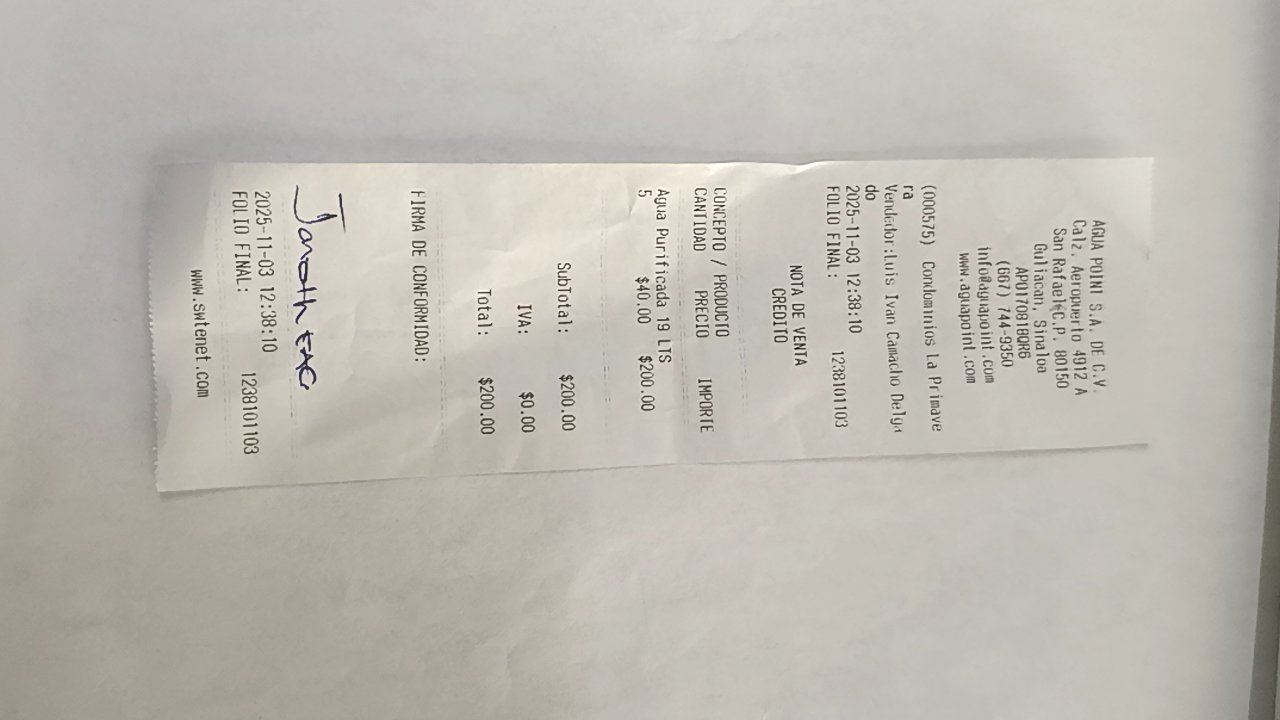 AGUA POINT S.A. DE C.V.
Calz. Aeropuerto 4912 A
San Rafael C.P. 80150
Culiacan, Sinaloa
APO170818QR6
(667) 744-9350
info@aguapoint.com
www.aguapoint.com
(000575) Condominios La Primave
ra
Vendedor:Luis Ivan Camacho Delga
do
2025-11-03 12:38:10
FOLIO FINAL: 1238101103
NOTA DE VENTA
CREDITO
CONCEPTO / PRODUCTO
CANTIDAD PRECIO IMPORTE
Agua Purificada 19 LTS
5 $40.00 $200.00
SubTotal: $200.00
IVA: $0.00
Total: $200.00
FIRMA DE CONFORMIDAD:
2025-11-03 12:38:10
FOLIO FINAL: 1238101103
www.swtenet.com